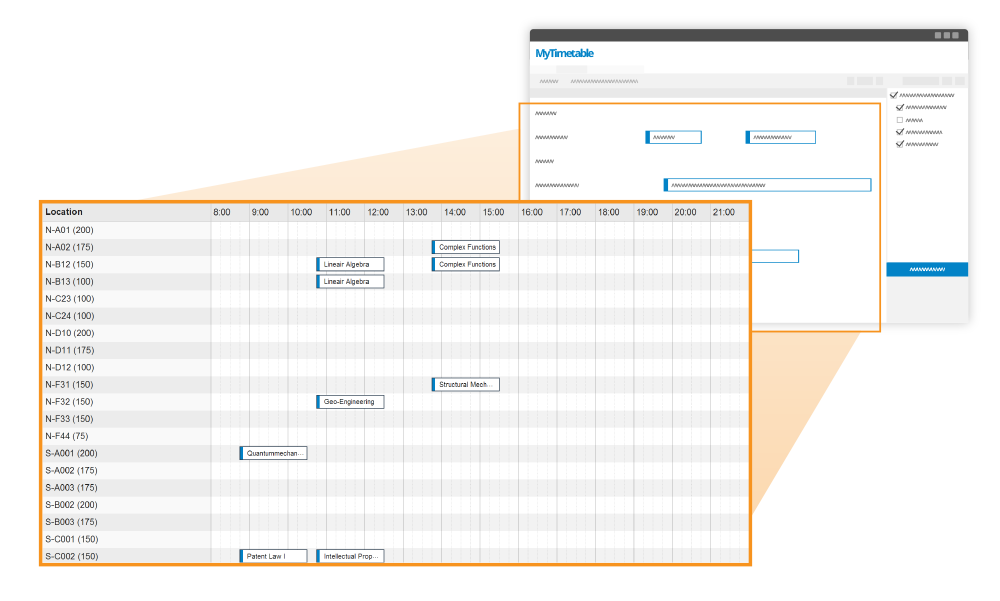 MyTimetable
Location 8:00 9:00 10:00 11:00 12:00 13:00 14:00 15:00 16:00 17:00 18:00 19:00 20:00 21:00
N-A01 (200)
N-A02 (175) Complex Functions
N-B12 (150) Lineair Algebra Complex Functions
N-B13 (100) Lineair Algebra
N-C23 (100)
N-C24 (100)
N-D10 (200)
N-D11 (175)
N-D12 (100)
N-F31 (150) Structural Mech...
N-F32 (150) Geo-Engineering
N-F33 (150)
N-F44 (75)
S-A001 (200) Quantummechan...
S-A002 (175)
S-A003 (175)
S-B002 (200)
S-B003 (175)
S-C001 (150)
S-C002 (150) Patent Law I Intellectual Prop...